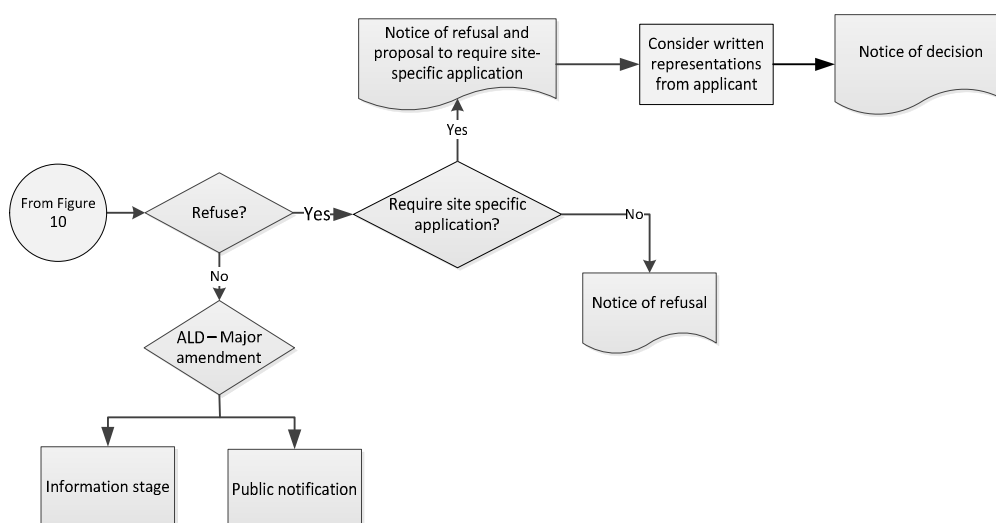 Notice of refusal and
proposal to require site-
specific application
Consider written
representations
from applicant
Notice of decision
Yes
From Figure
10
Refuse?
Yes
Require site specific
application?
No
No
Notice of refusal
ALD – Major
amendment
Information stage
Public notification